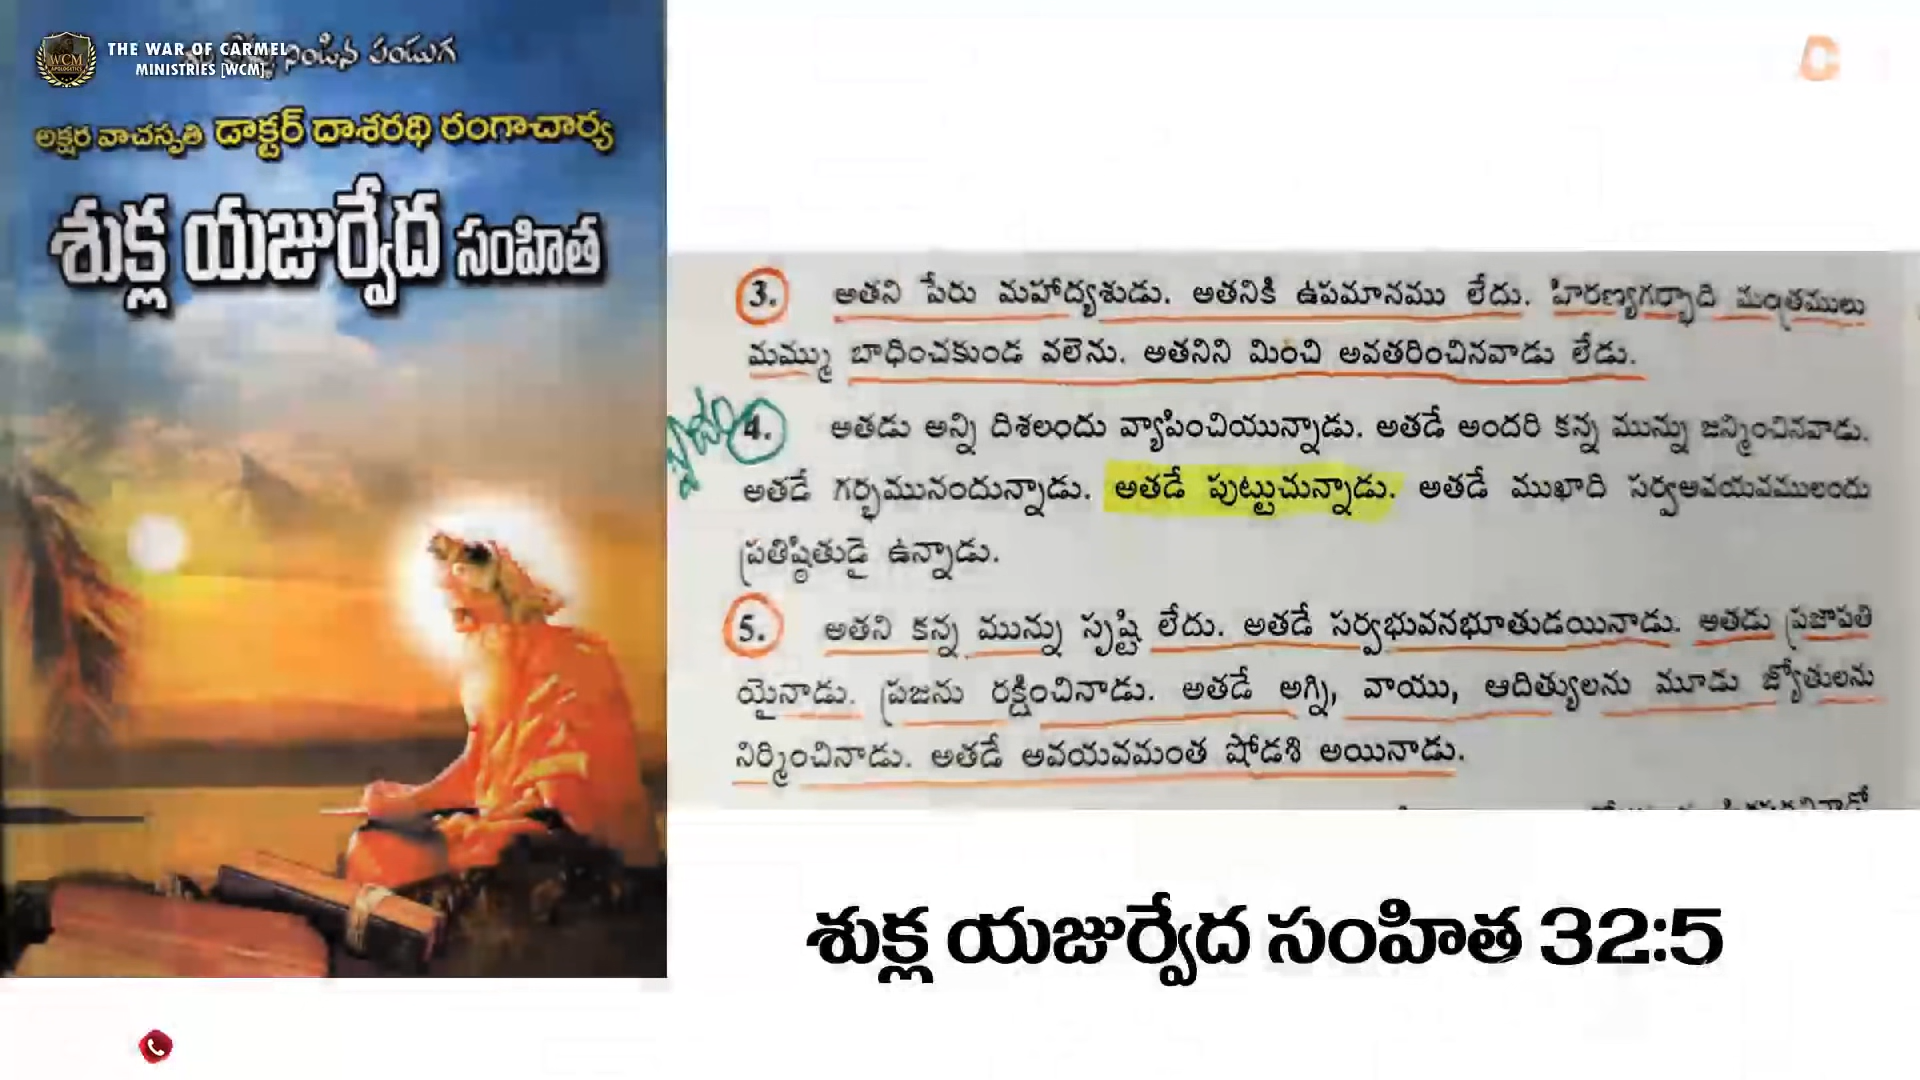 THE WAR OF CARMEL
MINISTRIES [WCM]
WCM
నిండిన పండుగ
అక్షర వాచస్పతి డాక్టర్ దాశరథి రంగాచార్య
శుక్ల యజుర్వేద సంహిత
3. అతని పేరు మహాద్యశుడు. అతనికి ఉపమానము లేదు. హిరణ్యగర్భాది మంత్రములు
మమ్ము బాధించకుండ వలెను. అతనిని మించి అవతరించినవాడు లేడు.
4. అతడు అన్ని దిశలందు వ్యాపించియున్నాడు. అతడే అందరి కన్న మున్ను జన్మించినవాడు.
అతడే గర్భమునందున్నాడు. అతడే పుట్టుచున్నాడు. అతడే ముఖాది సర్వఅవయవములందు
ప్రతిష్ఠితుడై ఉన్నాడు.
5. అతని కన్న మున్ను సృష్టి లేదు. అతడే సర్వభువనభూతుడయినాడు. అతడు ప్రజాపతి
యైనాడు. ప్రజను రక్షించినాడు. అతడే అగ్ని, వాయు, ఆదిత్యులను మూడు జ్యోతులను
నిర్మించినాడు. అతడే అవయవమంత షోడశి అయినాడు.
శుక్ల యజుర్వేద సంహిత 32:5